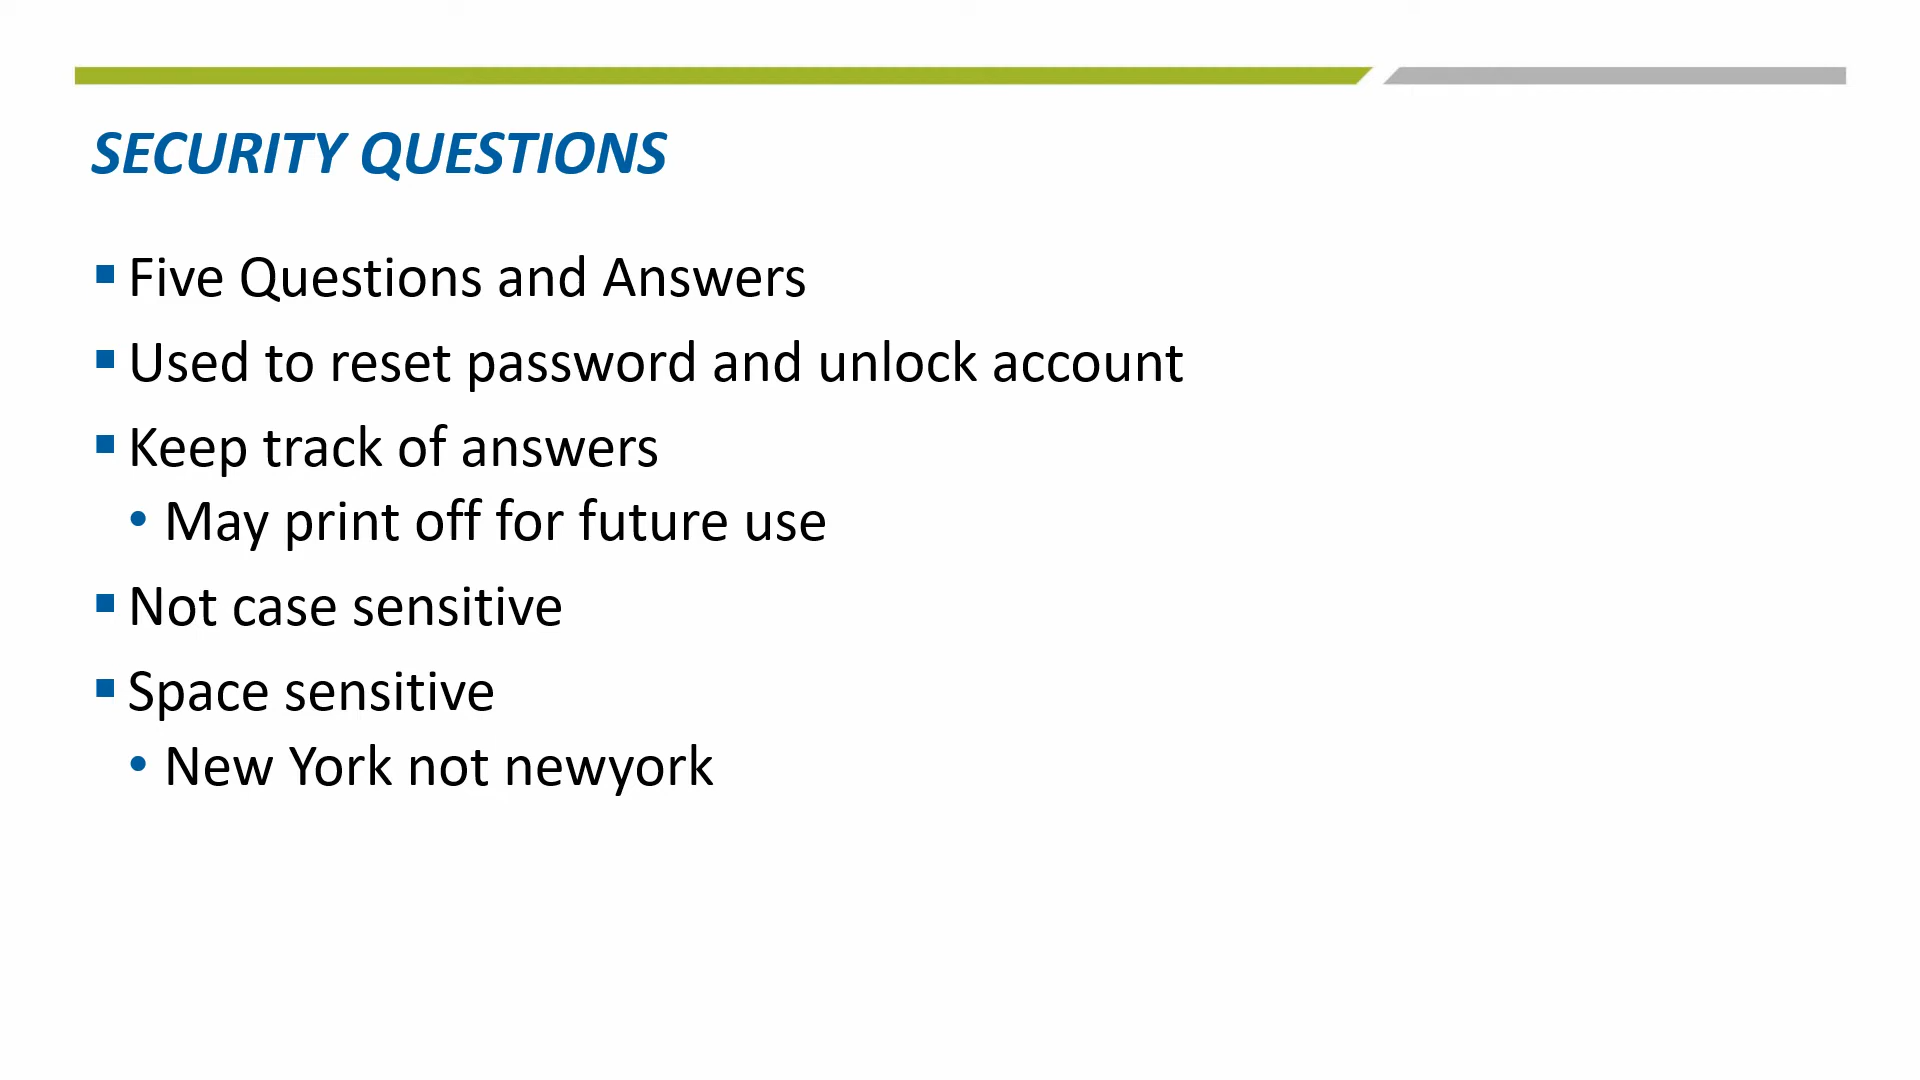 SECURITY QUESTIONS
Five Questions and Answers
Used to reset password and unlock account
Keep track of answers
May print off for future use
Not case sensitive
Space sensitive
New York not newyork